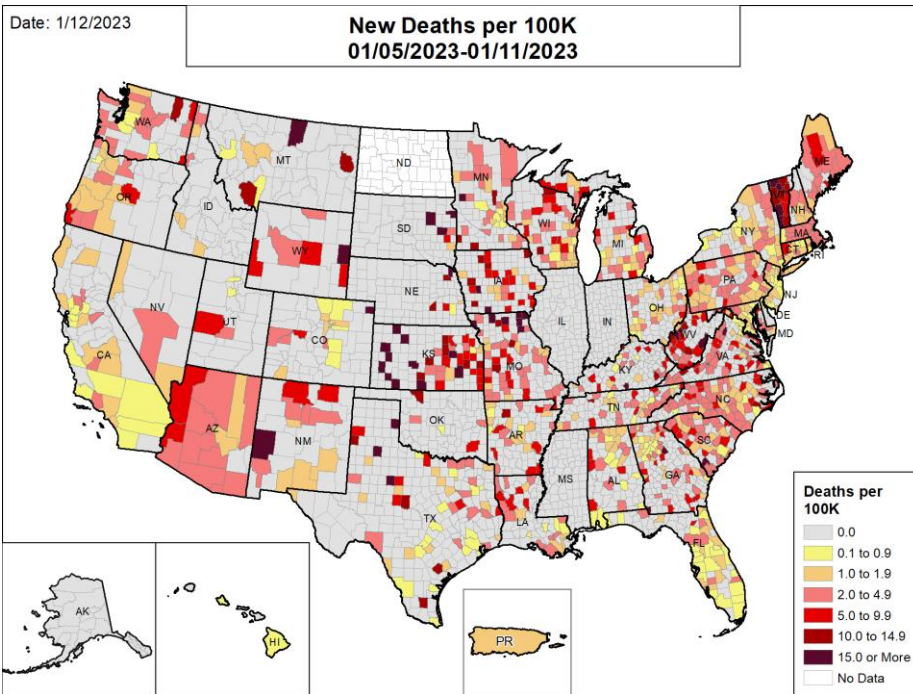 Date: 1/12/2023
New Deaths per 100K
01/05/2023-01/11/2023
WA
MT
ND
MN
ME
OR
ID
SD
WI
MI
NY
VT
NH
MA
CT
RI
WY
IA
NE
PA
NJ
NV
UT
CO
IL
IN
OH
DE
MD
CA
KS
MO
WV
VA
KY
AZ
NM
OK
AR
TN
NC
SC
TX
LA
MS
AL
GA
FL
AK
HI
PR
Deaths per
100K
0.0
0.1 to 0.9
1.0 to 1.9
2.0 to 4.9
5.0 to 9.9
10.0 to 14.9
15.0 or More
No Data